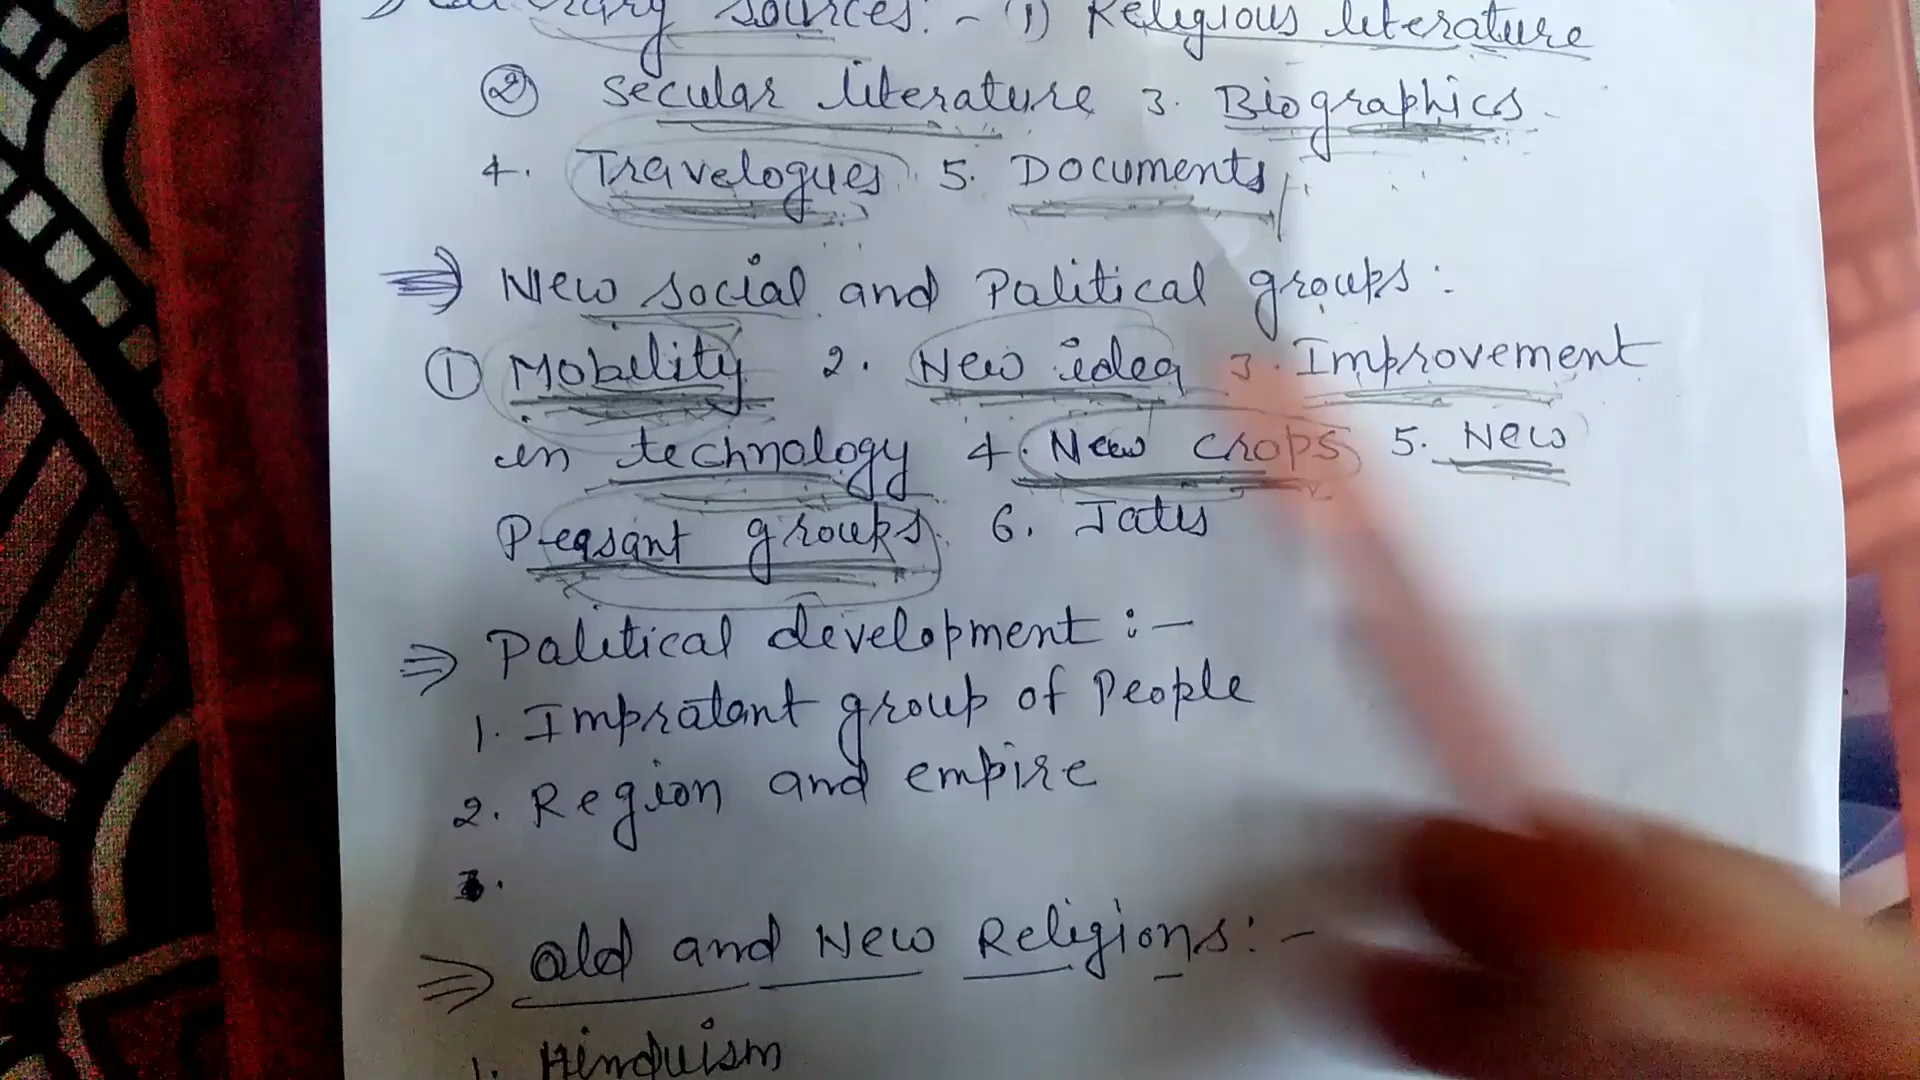 Literary sources: - (1) Religious literature
② Secular literature 3. Biographics
4. Travelogues 5. Documents
⇒ New social and Palitical groups:
① Mobility 2. New idea 3. Improvement
in technology 4. New crops 5. New
Peasant groups 6. Jatis
⇒ Palitical development :-
1. Impratant group of People
2. Region and empire
3.
⇒ Old and New Religions: -
1. Hinduism